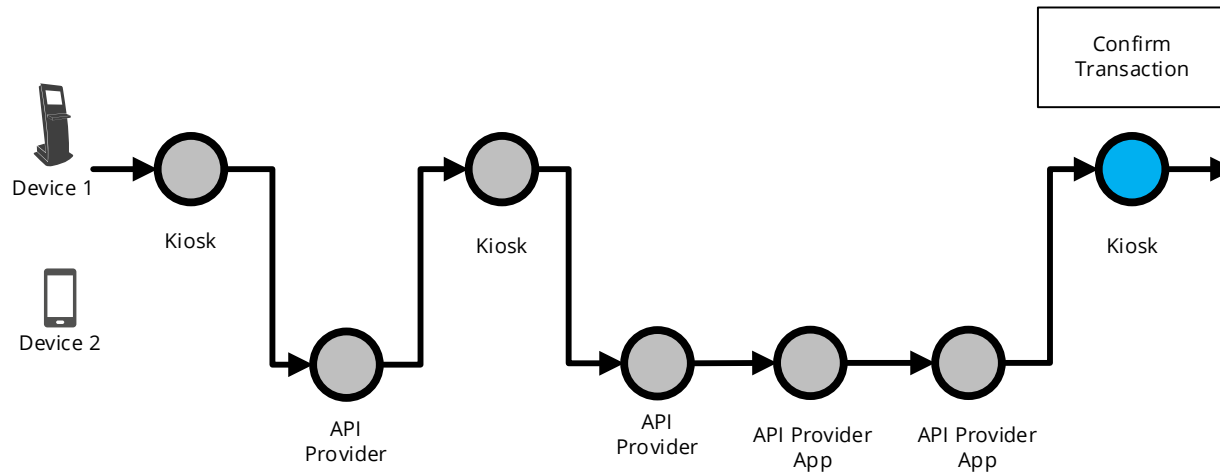 Confirm
Transaction
Device 1
Kiosk
Kiosk
Kiosk
Device 2
API
Provider
API
Provider
API Provider
App
API Provider
App